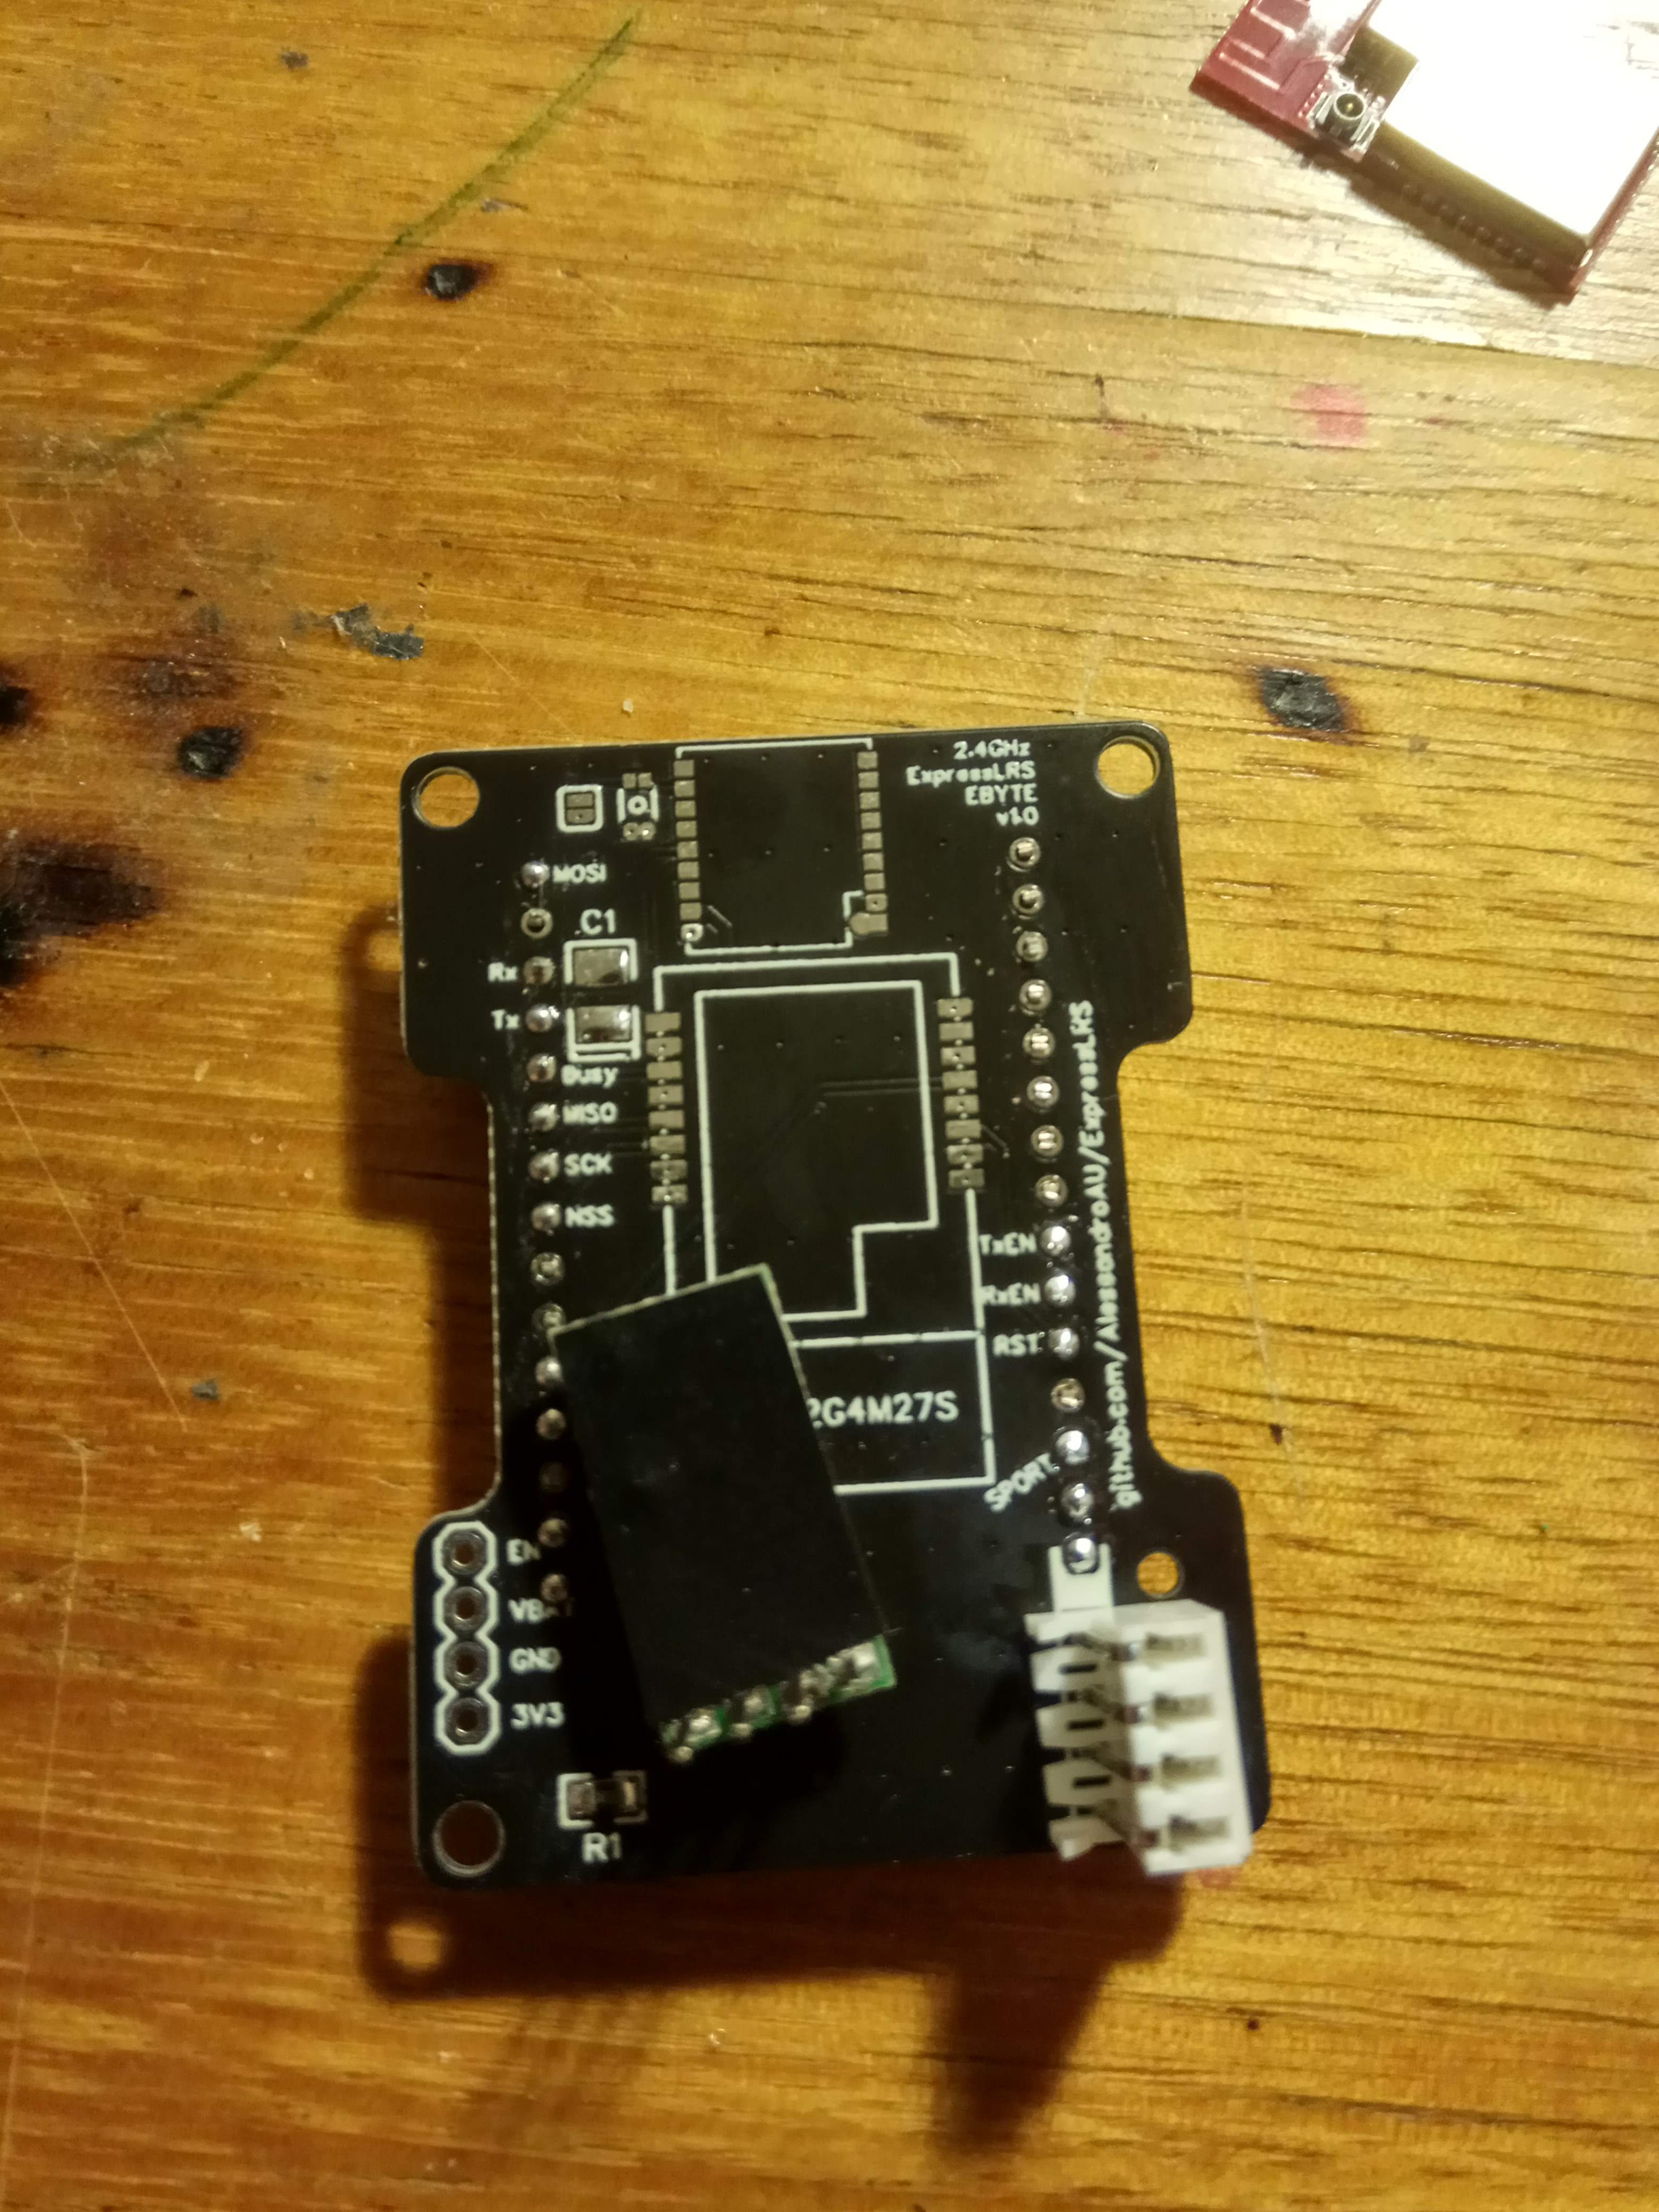 2.4GHz
ExpressLRS
EBYTE
v1.0
MOSI
C1
Rx
Tx
Busy
MISO
SCK
NSS
TxEN
RxEN
RST
2G4M27S
SPORT
github.com/AlessandroAU/ExpressLRS
EN
GND
3V3
R1